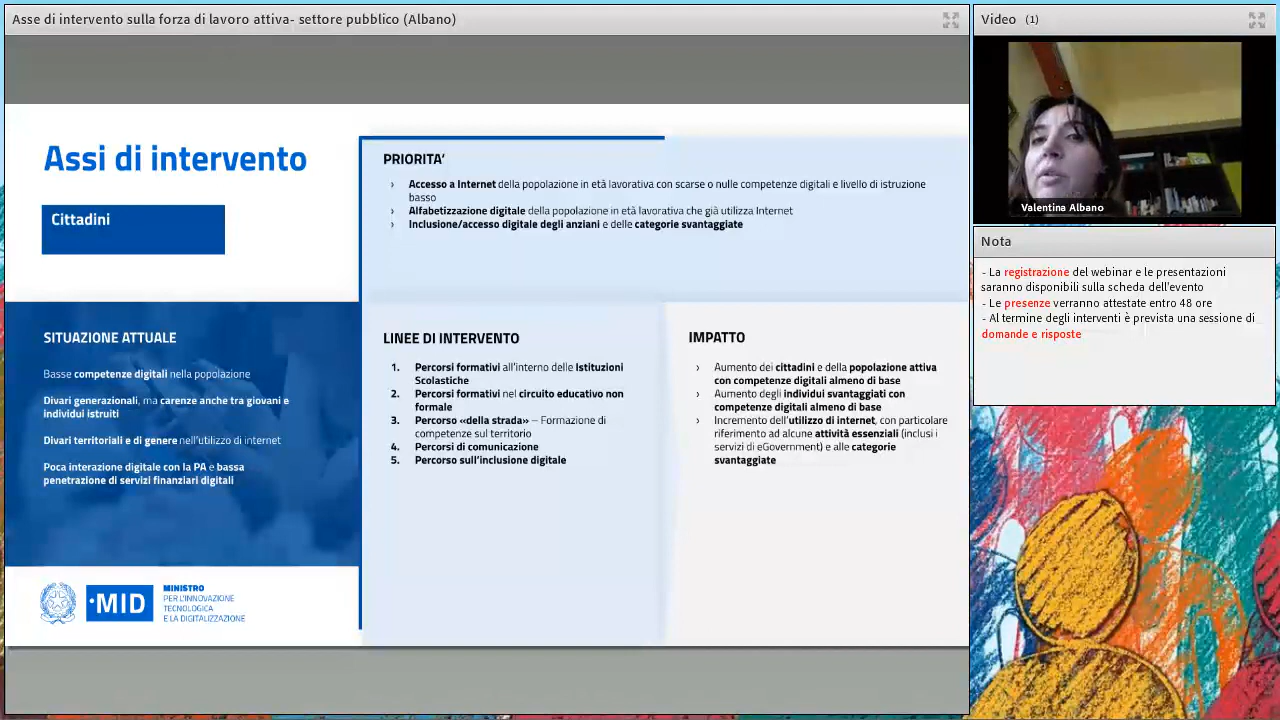 Asse di intervento sulla forza di lavoro attiva- settore pubblico (Albano)
Assi di intervento
Cittadini
PRIORITA’
› Accesso a Internet della popolazione in età lavorativa con scarse o nulle competenze digitali e livello di istruzione
basso
› Alfabetizzazione digitale della popolazione in età lavorativa che già utilizza Internet
› Inclusione/accesso digitale degli anziani e delle categorie svantaggiate
SITUAZIONE ATTUALE
Basse competenze digitali nella popolazione
Divari generazionali, ma carenze anche tra giovani e
individui istruiti
Divari territoriali e di genere nell'utilizzo di internet
Poca interazione digitale con la PA e bassa
penetrazione di servizi finanziari digitali
LINEE DI INTERVENTO
1. Percorsi formativi all'interno delle Istituzioni
Scolastiche
2. Percorsi formativi nel circuito educativo non
formale
3. Percorso «della strada» – Formazione di
competenze sul territorio
4. Percorsi di comunicazione
5. Percorso sull'inclusione digitale
IMPATTO
› Aumento dei cittadini e della popolazione attiva
con competenze digitali almeno di base
› Aumento degli individui svantaggiati con
competenze digitali almeno di base
› Incremento dell'utilizzo di internet, con particolare
riferimento ad alcune attività essenziali (inclusi i
servizi di eGovernment) e alle categorie
svantaggiate
•MID
MINISTRO
PER L'INNOVAZIONE
TECNOLOGICA
E LA DIGITALIZZAZIONE
Video (1)
Valentina Albano
Nota
- La registrazione del webinar e le presentazioni
saranno disponibili sulla scheda dell'evento
- Le presenze verranno attestate entro 48 ore
- Al termine degli interventi è prevista una sessione di
domande e risposte